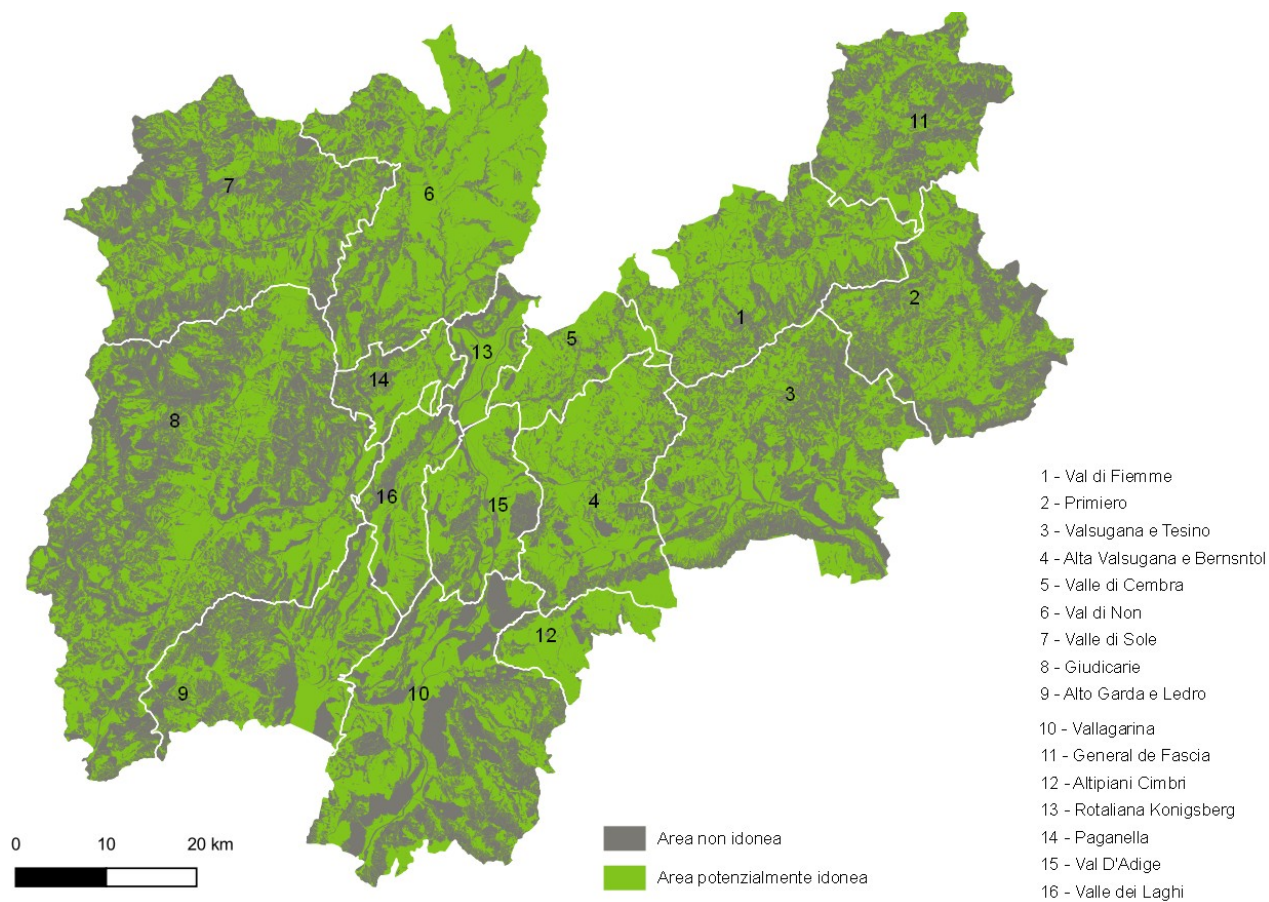 11
7
6
2
1
5
13
14
3
8
16
15
4
12
9
10
1 - Val di Fiemme
2 - Primiero
3 - Valsugana e Tesino
4 - Alta Valsugana e Bernsntol
5 - Valle di Cembra
6 - Val di Non
7 - Valle di Sole
8 - Giudicarie
9 - Alto Garda e Ledro
10 - Vallagarina
11 - General de Fascia
12 - Altipiani Cimbri
13 - Rotaliana Konigsberg
14 - Paganella
15 - Val D'Adige
16 - Valle dei Laghi
0 10 20 km
Area non idonea
Area potenzialmente idonea